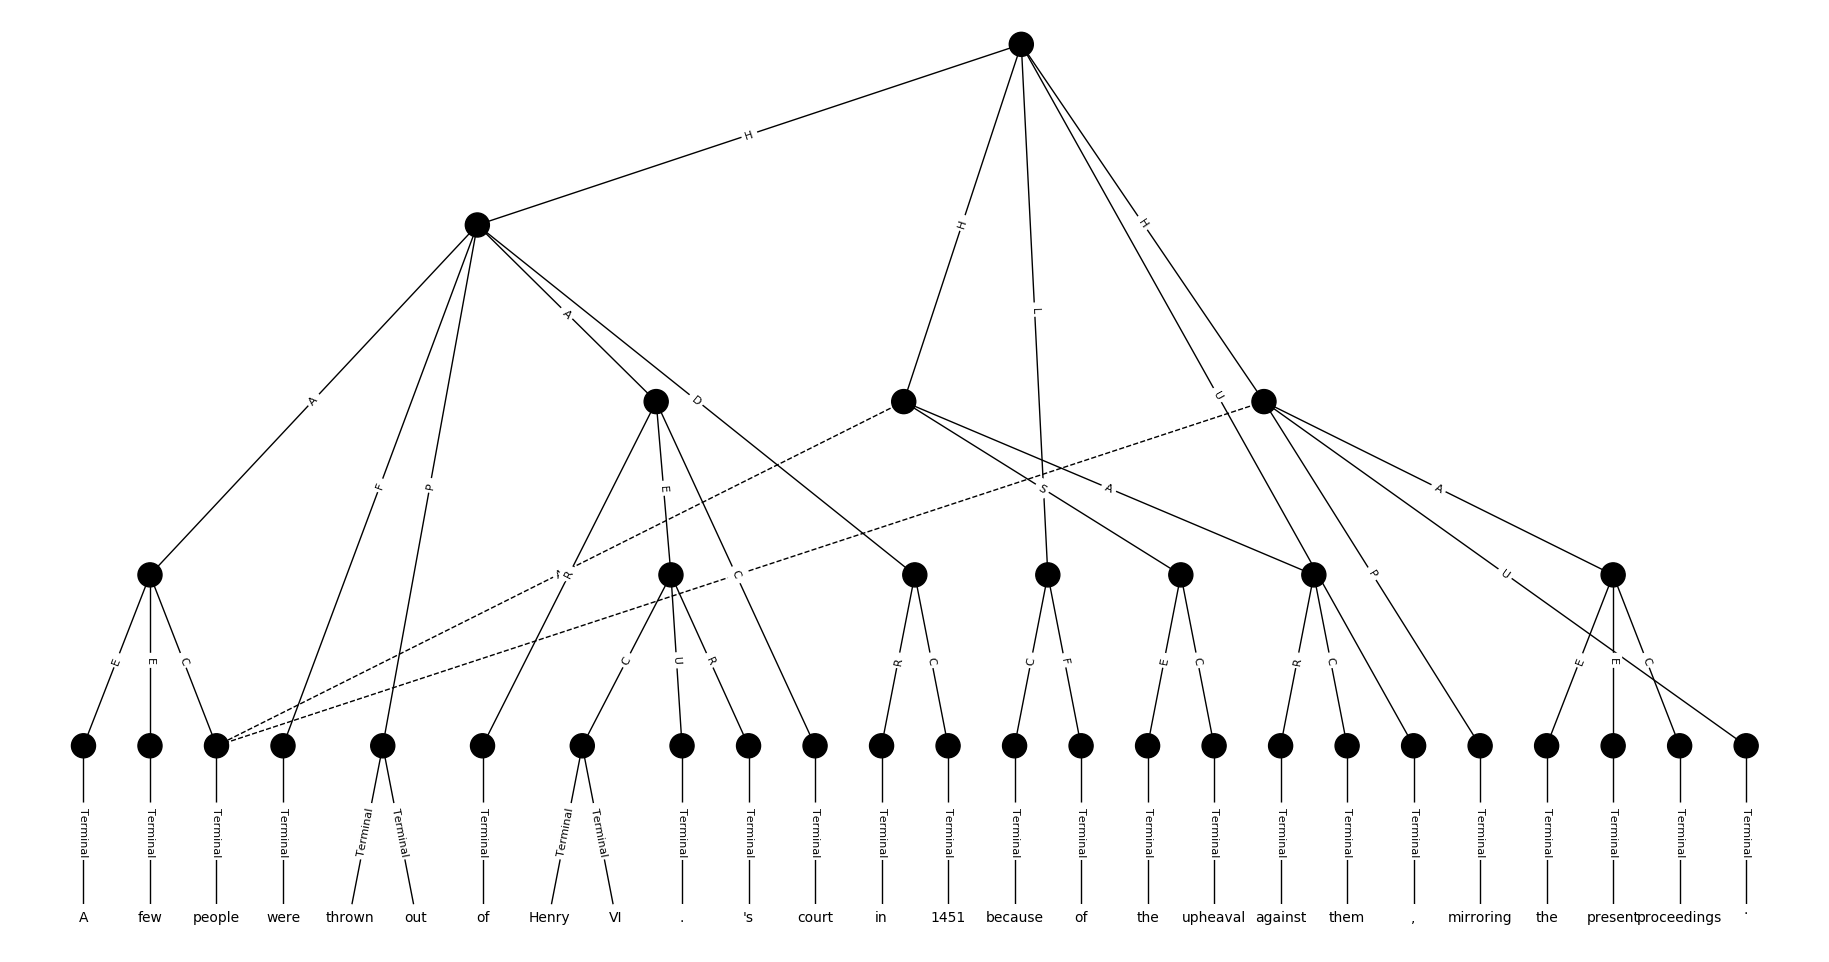 H
H
H
L
A
D
U
A
F
P
E
S
A
A
A
R
C
P
U
E
E
C
C
U
R
R
C
C
F
E
C
R
C
E
E
C
Terminal Terminal Terminal Terminal Terminal Terminal Terminal Terminal Terminal Terminal Terminal Terminal Terminal Terminal Terminal Terminal Terminal Terminal Terminal Terminal Terminal Terminal Terminal Terminal Terminal Terminal
A few people were thrown out of Henry VI . 's court in 1451 because of the upheaval against them , mirroring the present proceedings .